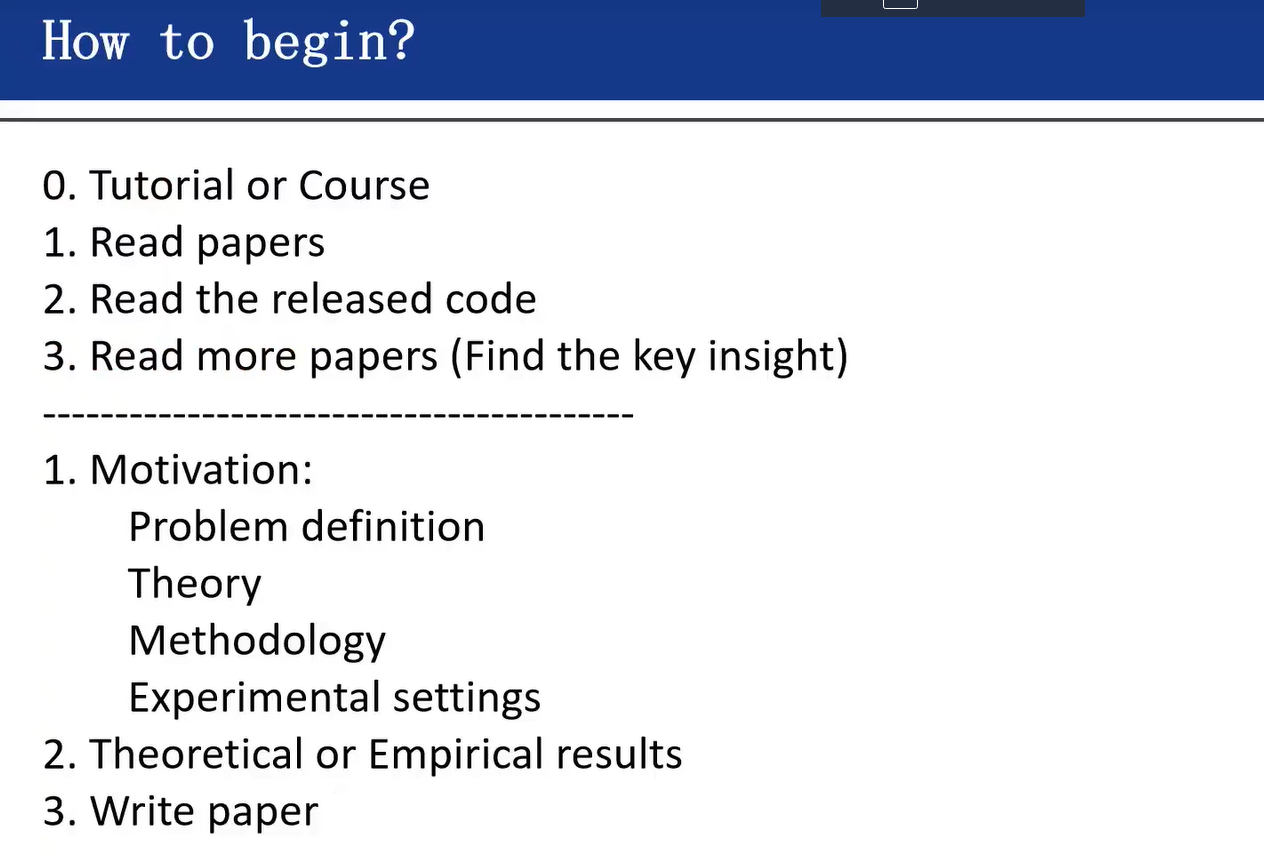 How to begin?
0. Tutorial or Course
1. Read papers
2. Read the released code
3. Read more papers (Find the key insight)
-----------------------------------------
1. Motivation:
Problem definition
Theory
Methodology
Experimental settings
2. Theoretical or Empirical results
3. Write paper